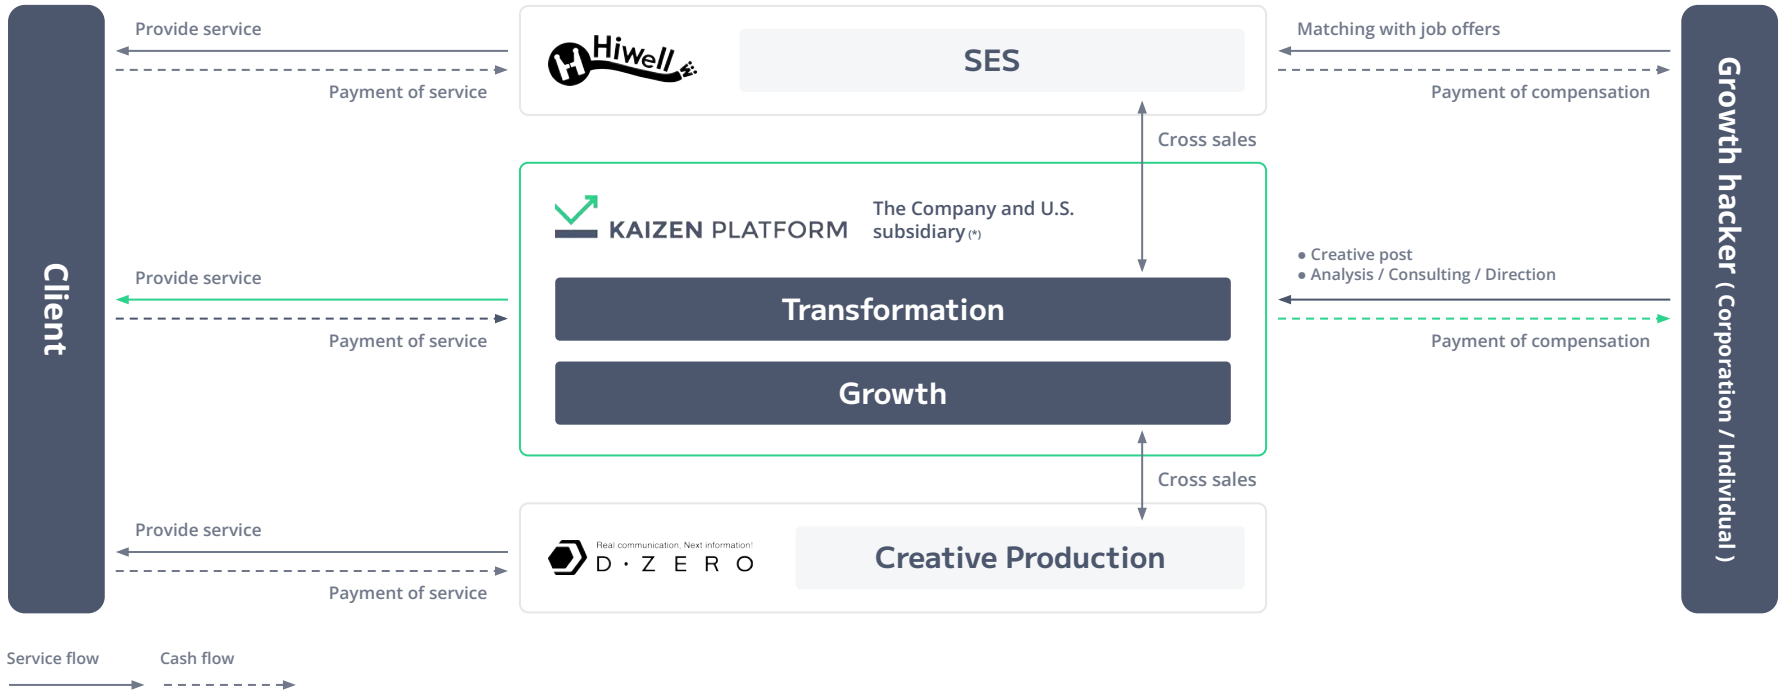 Client
Provide service
Payment of service
Hiwell
SES
Matching with job offers
Payment of compensation
Cross sales
KAIZEN PLATFORM
The Company and U.S.
subsidiary (*)
Transformation
Growth
Provide service
Payment of service
● Creative post
● Analysis / Consulting / Direction
Payment of compensation
Cross sales
Provide service
Payment of service
Real communication, Next information!
D・ZERO
Creative Production
Growth hacker ( Corporation / Individual )
Service flow
Cash flow